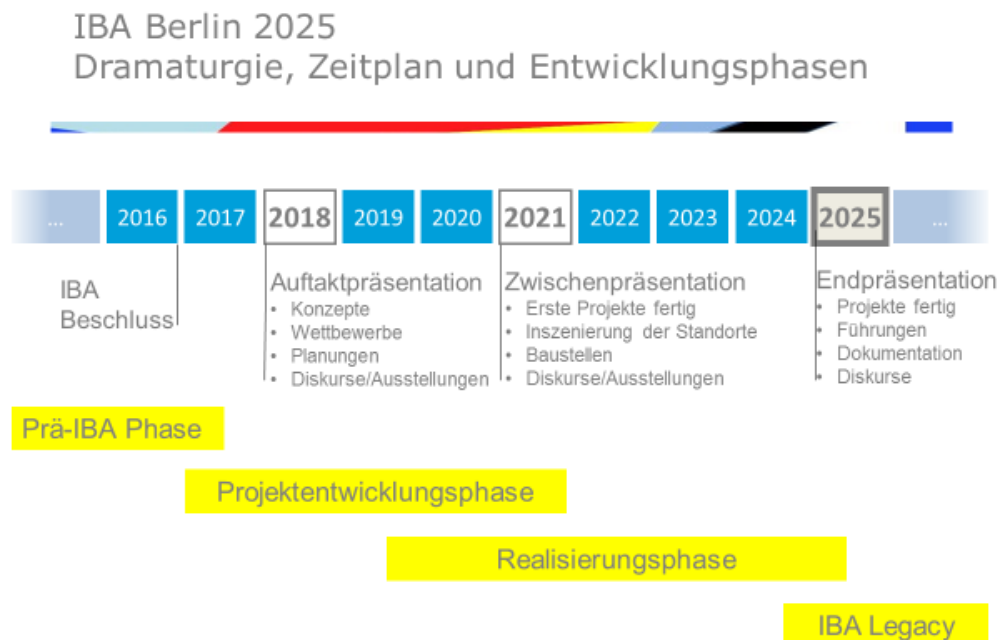 IBA Berlin 2025
Dramaturgie, Zeitplan und Entwicklungsphasen
... 2016 2017 2018 2019 2020 2021 2022 2023 2024 2025 ...
IBA
Beschluss
Auftaktpräsentation
• Konzepte
• Wettbewerbe
• Planungen
• Diskurse/Ausstellungen
Zwischenpräsentation
• Erste Projekte fertig
• Inszenierung der Standorte
• Baustellen
• Diskurse/Ausstellungen
Endpräsentation
• Projekte fertig
• Führungen
• Dokumentation
• Diskurse
Prä-IBA Phase
Projektentwicklungsphase
Realisierungsphase
IBA Legacy